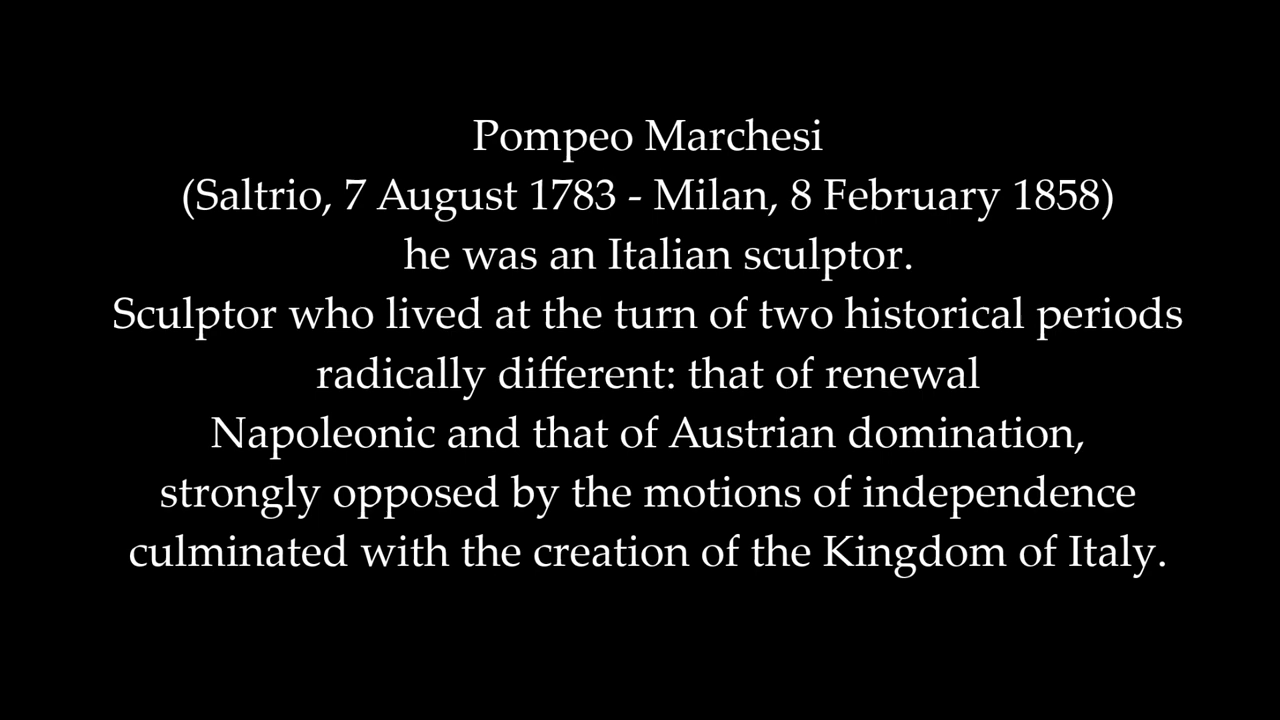 Pompeo Marchesi
(Saltrio, 7 August 1783 - Milan, 8 February 1858)
he was an Italian sculptor.
Sculptor who lived at the turn of two historical periods
radically different: that of renewal
Napoleonic and that of Austrian domination,
strongly opposed by the motions of independence
culminated with the creation of the Kingdom of Italy.